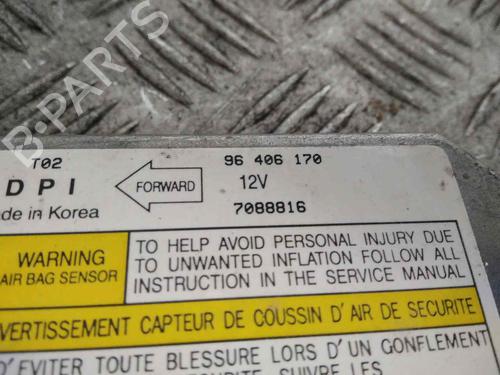 B-PARTS
T02
96 406 170
DPI
FORWARD
12V
7088816
de in Korea
WARNING
AIR BAG SENSOR
TO HELP AVOID PERSONAL INJURY DUE
TO UNWANTED INFLATION FOLLOW ALL
INSTRUCTION IN THE SERVICE MANUAL
VERTISSEMENT CAPTEUR DE COUSSIN D'AIR DE SECURITE
D'EVITER TOUTE BLESSURE LORS D'UN GONFLEMENT
SUIVRE LES